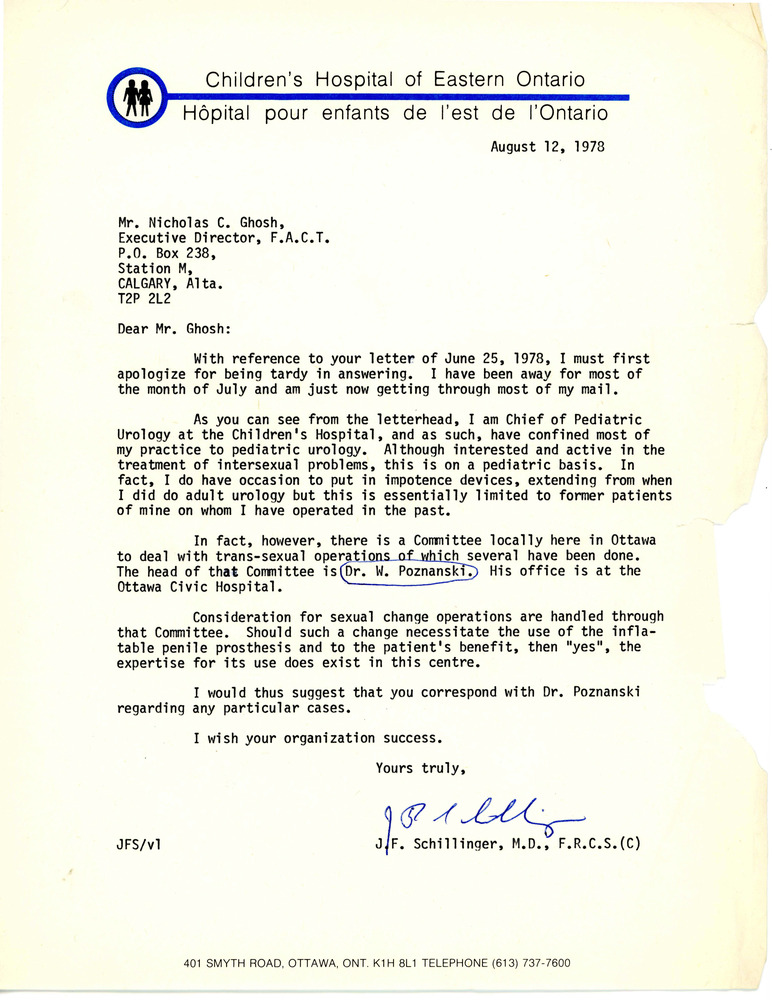 Children's Hospital of Eastern Ontario
Hôpital pour enfants de l'est de l'Ontario
August 12, 1978
Mr. Nicholas C. Ghosh,
Executive Director, F.A.C.T.
P.O. Box 238,
Station M,
CALGARY, Alta.
T2P 2L2
Dear Mr. Ghosh:
With reference to your letter of June 25, 1978, I must first
apologize for being tardy in answering. I have been away for most of
the month of July and am just now getting through most of my mail.
As you can see from the letterhead, I am Chief of Pediatric
Urology at the Children's Hospital, and as such, have confined most of
my practice to pediatric urology. Although interested and active in the
treatment of intersexual problems, this is on a pediatric basis. In
fact, I do have occasion to put in impotence devices, extending from when
I did do adult urology but this is essentially limited to former patients
of mine on whom I have operated in the past.
In fact, however, there is a Committee locally here in Ottawa
to deal with trans-sexual operations of which several have been done.
The head of that Committee is Dr. W. Poznanski. His office is at the
Ottawa Civic Hospital.
Consideration for sexual change operations are handled through
that Committee. Should such a change necessitate the use of the infla-
table penile prosthesis and to the patient's benefit, then "yes", the
expertise for its use does exist in this centre.
I would thus suggest that you correspond with Dr. Poznanski
regarding any particular cases.
I wish your organization success.
Yours truly,
JFS/vl
J.F. Schillinger, M.D., F.R.C.S.(C)
401 SMYTH ROAD, OTTAWA, ONT. K1H 8L1 TELEPHONE (613) 737-7600